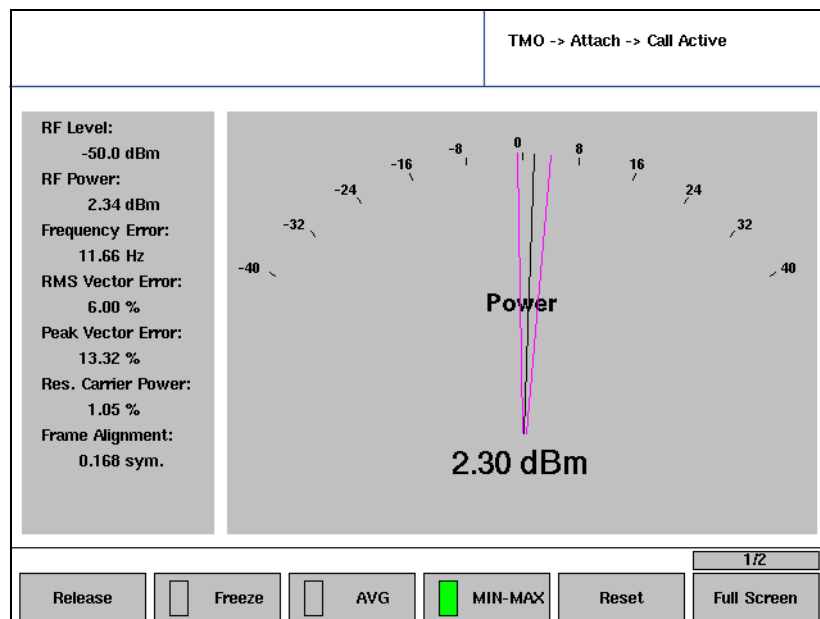 TMO -> Attach -> Call Active
RF Level:
-50.0 dBm
RF Power:
2.34 dBm
Frequency Error:
11.66 Hz
RMS Vector Error:
6.00 %
Peak Vector Error:
13.32 %
Res. Carrier Power:
1.05 %
Frame Alignment:
0.168 sym.
-40
-32
-24
-16
-8
0
8
16
24
32
40
Power
2.30 dBm
1/2
Release
Freeze
AVG
MIN-MAX
Reset
Full Screen